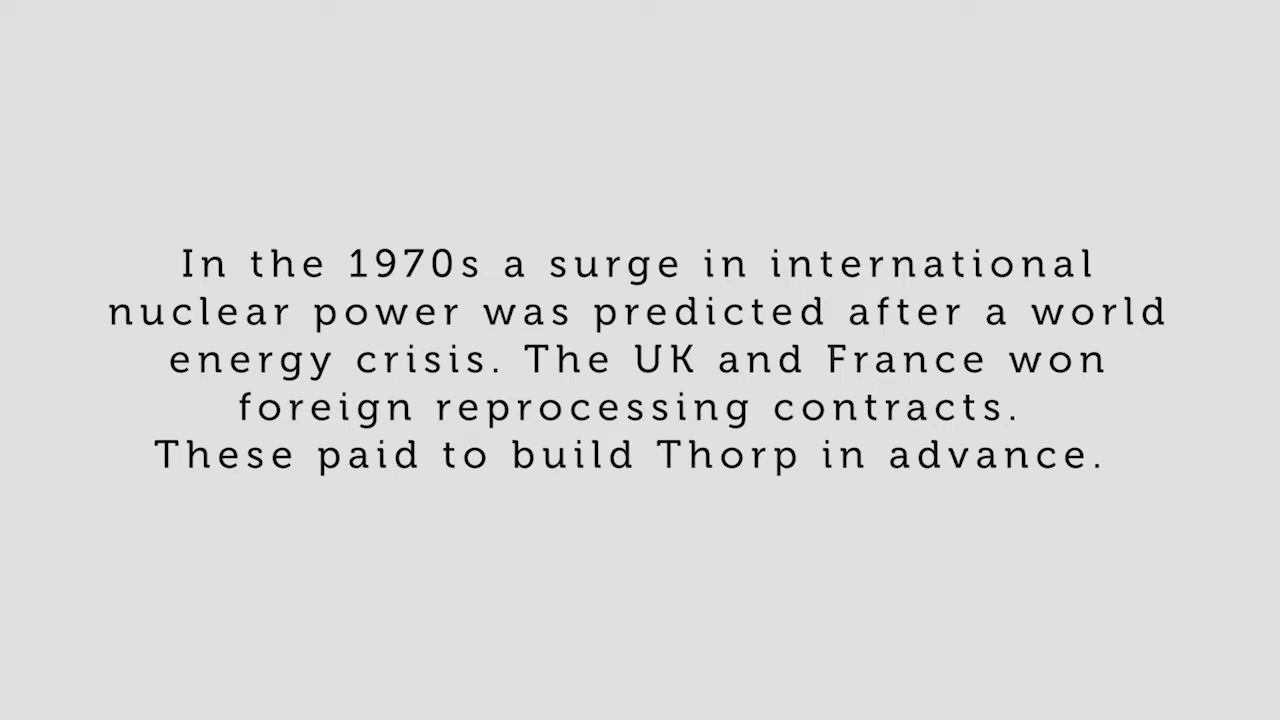 In the 1970s a surge in international
nuclear power was predicted after a world
energy crisis. The UK and France won
foreign reprocessing contracts.
These paid to build Thorp in advance.